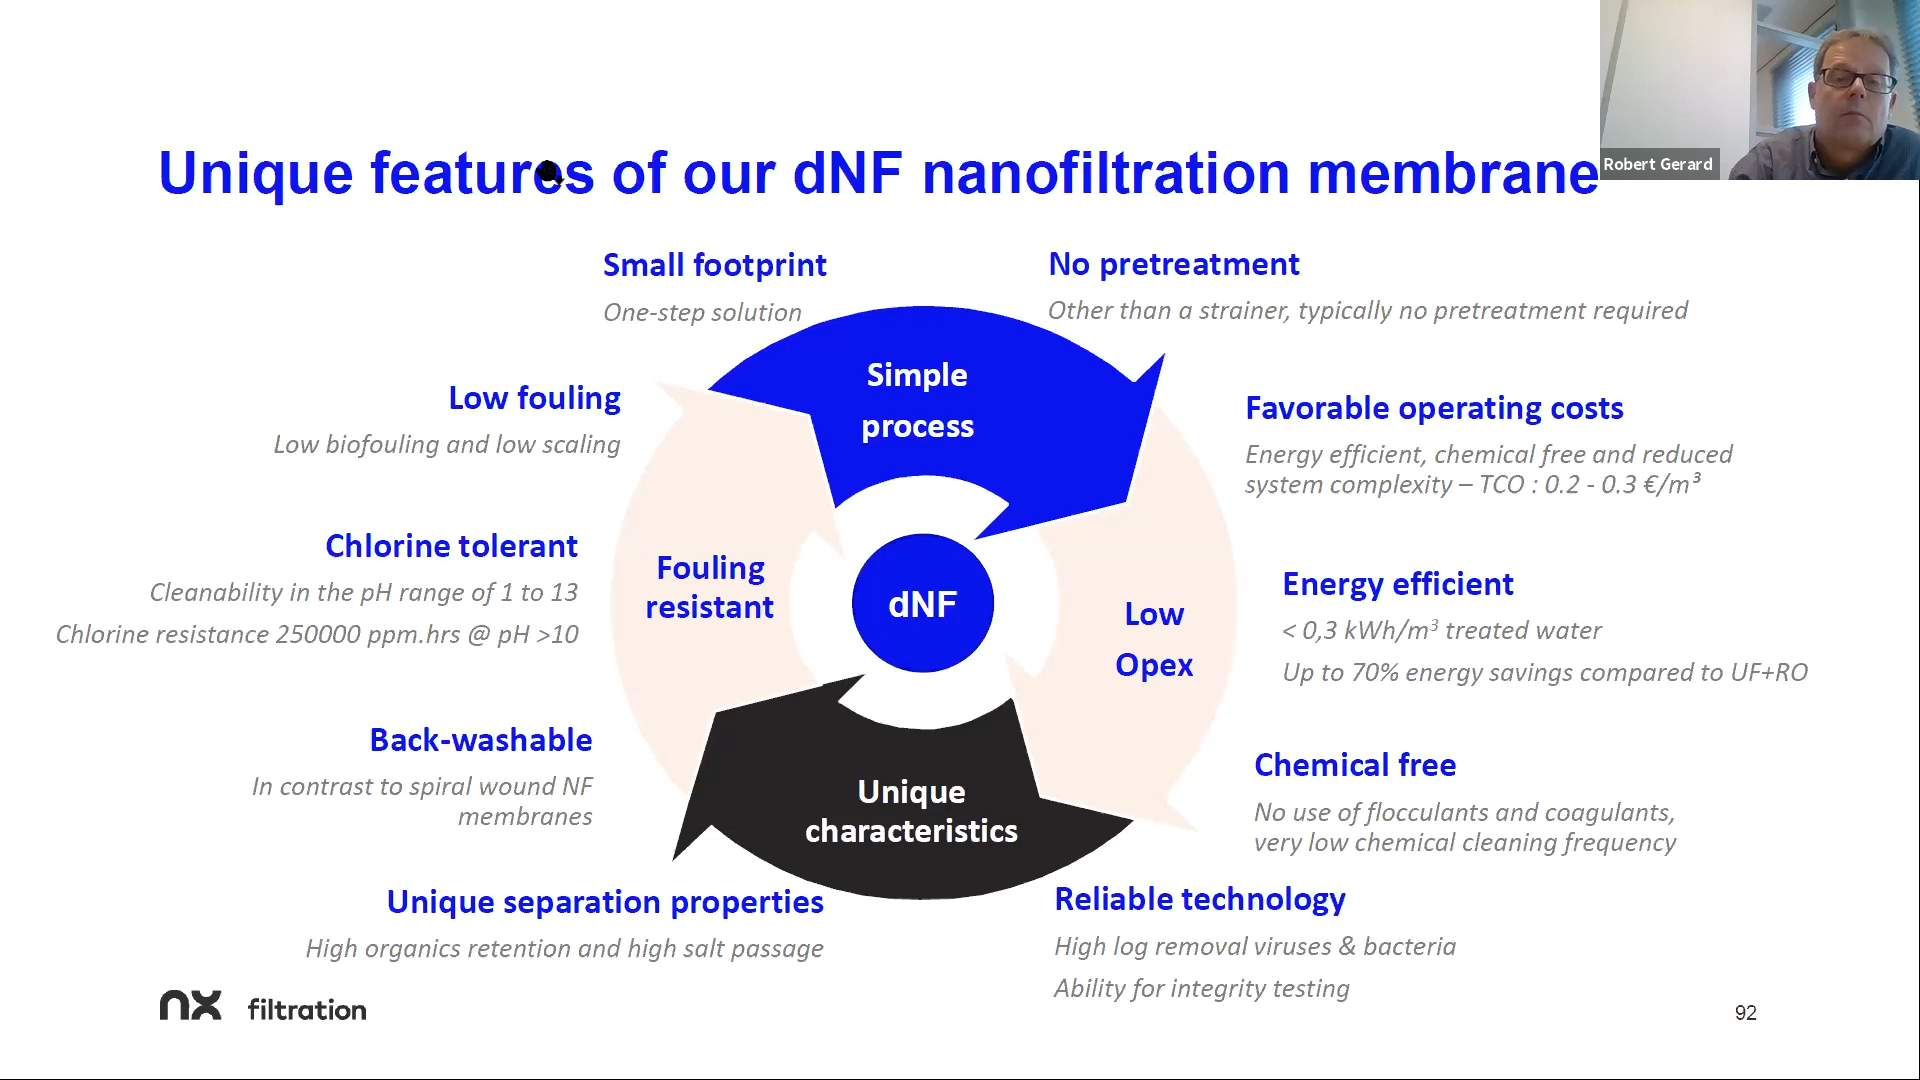 Unique features of our dNF nanofiltration membrane
Robert Gerard
Small footprint
One-step solution
No pretreatment
Other than a strainer, typically no pretreatment required
Simple
process
Low fouling
Low biofouling and low scaling
Favorable operating costs
Energy efficient, chemical free and reduced
system complexity – TCO : 0.2 - 0.3 €/m³
Chlorine tolerant
Cleanability in the pH range of 1 to 13
Chlorine resistance 250000 ppm.hrs @ pH >10
Fouling
resistant
dNF
Low
Opex
Energy efficient
< 0,3 kWh/m³ treated water
Up to 70% energy savings compared to UF+RO
Back-washable
In contrast to spiral wound NF
membranes
Unique
characteristics
Chemical free
No use of flocculants and coagulants,
very low chemical cleaning frequency
Unique separation properties
High organics retention and high salt passage
Reliable technology
High log removal viruses & bacteria
Ability for integrity testing
nx filtration
92